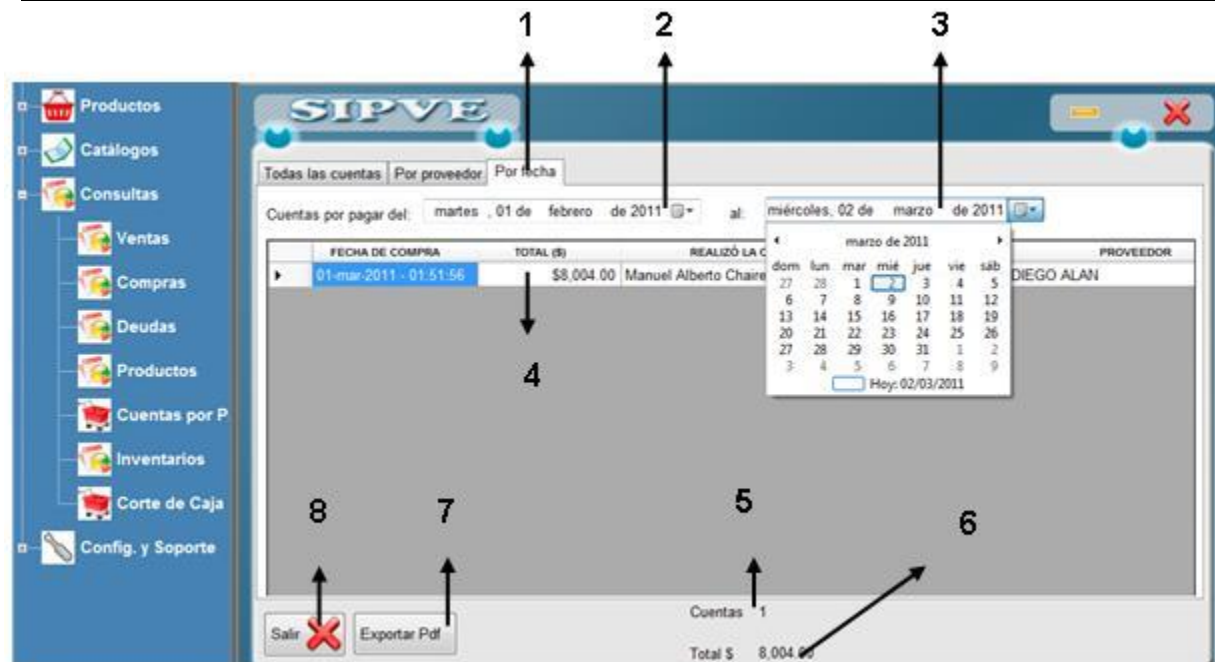 1 2 3
Productos
Catálogos
Consultas
Ventas
Compras
Deudas
Productos
Cuentas por P
Inventarios
Corte de Caja
Config. y Soporte
SIPVE
Todas las cuentas Por proveedor Por fecha
Cuentas por pagar del: martes , 01 de febrero de 2011 al: miércoles, 02 de marzo de 2011
FECHA DE COMPRA TOTAL ($) REALIZÓ LA C PROVEEDOR
01-mar-2011 - 01:51:56 $8,004.00 Manuel Alberto Chaire DIEGO ALAN
marzo de 2011
dom lun mar mié jue vie sáb
27 28 1 2 3 4 5
6 7 8 9 10 11 12
13 14 15 16 17 18 19
20 21 22 23 24 25 26
27 28 29 30 31 1 2
3 4 5 6 7 8 9
Hoy: 02/03/2011
4
8 7 5 6
Cuentas 1
Salir Exportar Pdf
Total $ 8,004.00